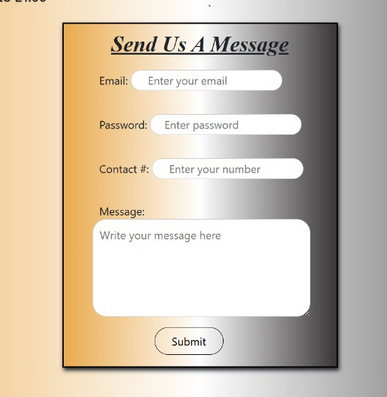 Send Us A Message
Email: Enter your email
Password: Enter password
Contact #: Enter your number
Message:
Write your message here
Submit